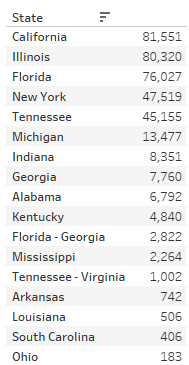 State
California 81,551
Illinois 80,320
Florida 76,027
New York 47,519
Tennessee 45,155
Michigan 13,477
Indiana 8,351
Georgia 7,760
Alabama 6,792
Kentucky 4,840
Florida - Georgia 2,822
Mississippi 2,264
Tennessee - Virginia 1,002
Arkansas 742
Louisiana 506
South Carolina 406
Ohio 183